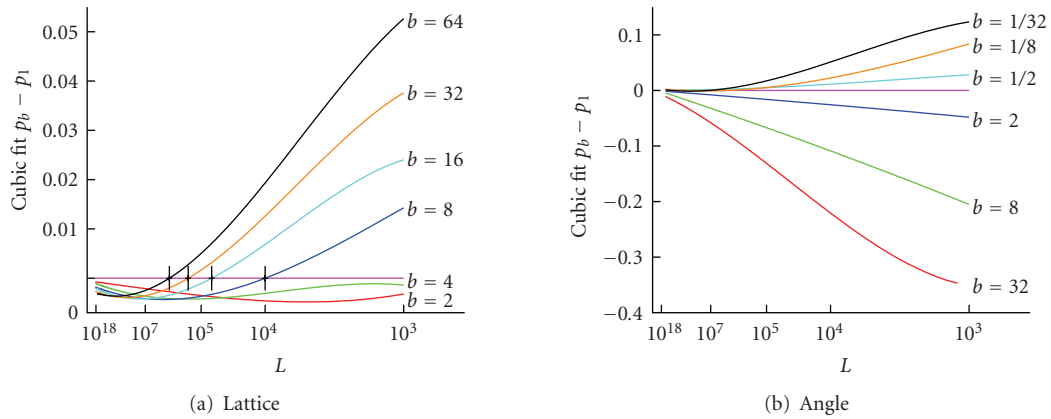 0.05
0.04
0.03
0.02
0.01
0
Cubic fit p_b − p_1
b = 64
b = 32
b = 16
b = 8
b = 4
b = 2
10^18 10^7 10^5 10^4 10^3
L
(a) Lattice
0.1
0
−0.1
−0.2
−0.3
−0.4
Cubic fit p_b − p_1
b = 1/32
b = 1/8
b = 1/2
b = 2
b = 8
b = 32
10^18 10^7 10^5 10^4 10^3
L
(b) Angle